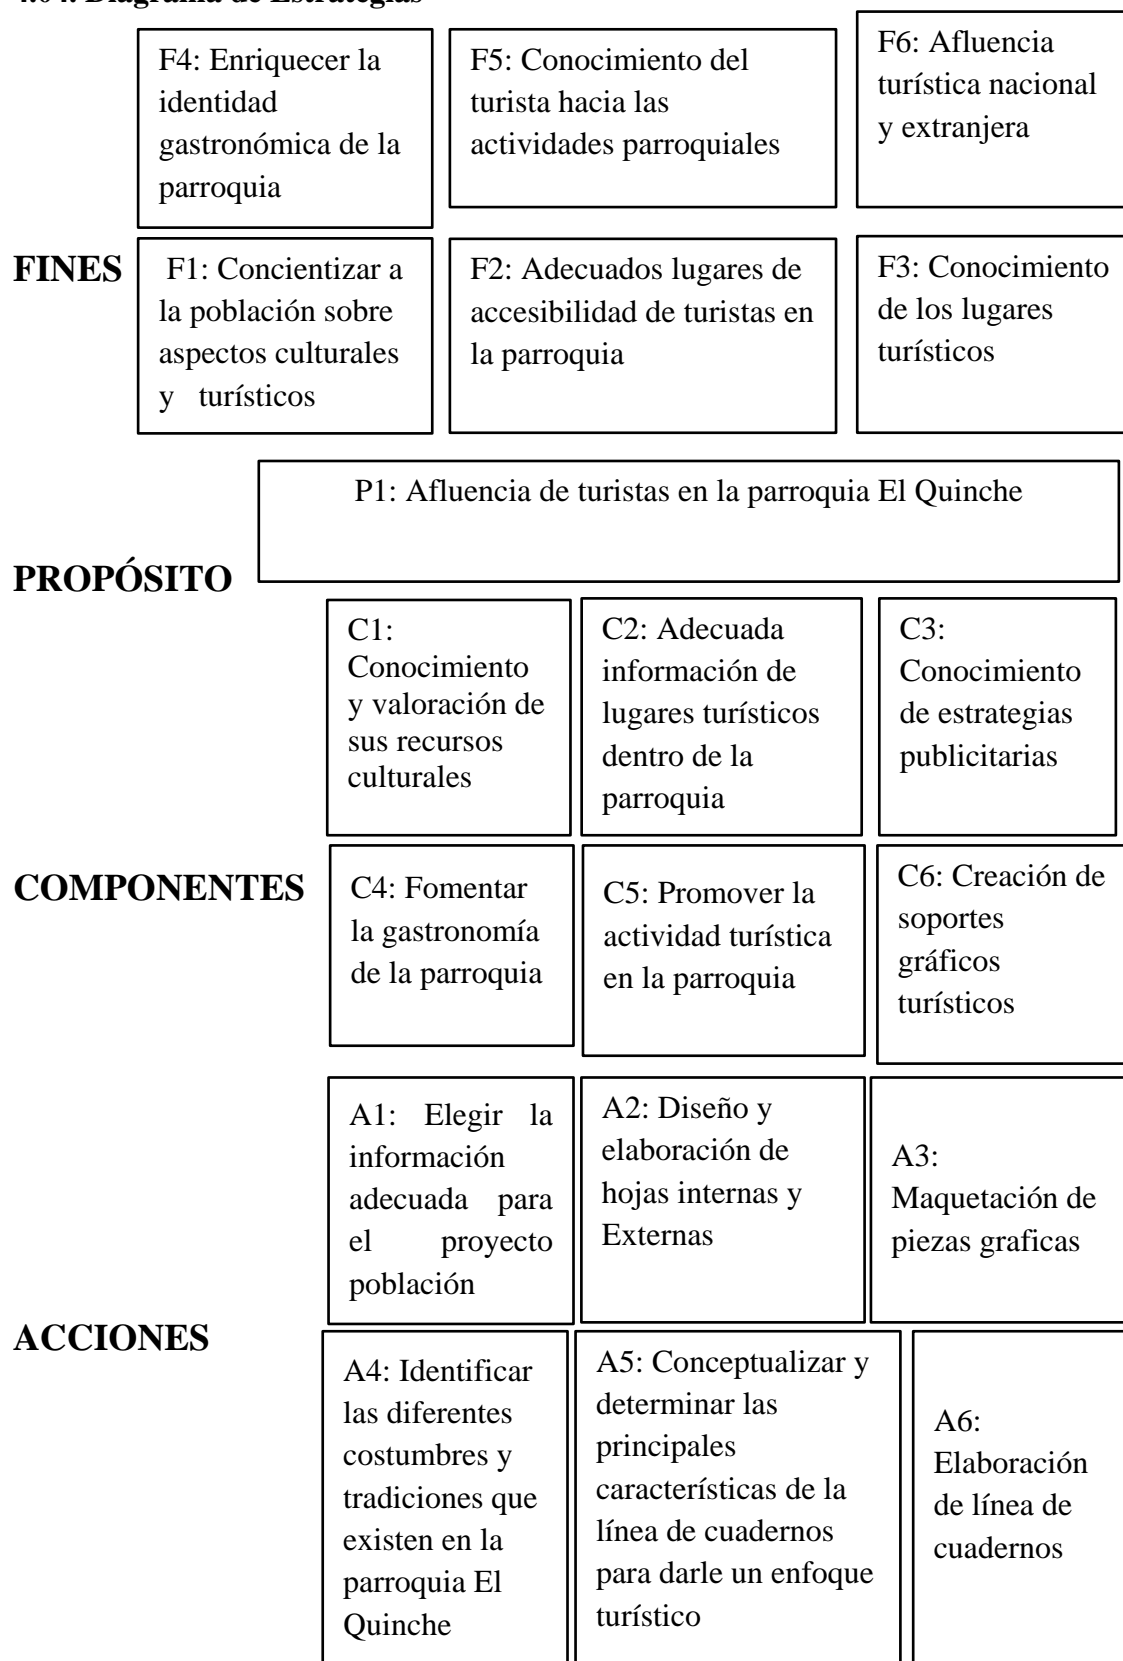 4.04. Diagrama de Estrategias
F4: Enriquecer la
identidad
gastronómica de la
parroquia
F5: Conocimiento del
turista hacia las
actividades parroquiales
F6: Afluencia
turística nacional
y extranjera
FINES
F1: Concientizar a
la población sobre
aspectos culturales
y turísticos
F2: Adecuados lugares de
accesibilidad de turistas en
la parroquia
F3: Conocimiento
de los lugares
turísticos
P1: Afluencia de turistas en la parroquia El Quinche
PROPÓSITO
C1:
Conocimiento
y valoración de
sus recursos
culturales
C2: Adecuada
información de
lugares turísticos
dentro de la
parroquia
C3:
Conocimiento
de estrategias
publicitarias
COMPONENTES
C4: Fomentar
la gastronomía
de la parroquia
C5: Promover la
actividad turística
en la parroquia
C6: Creación de
soportes
gráficos
turísticos
A1: Elegir la
información
adecuada para
el proyecto
población
A2: Diseño y
elaboración de
hojas internas y
Externas
A3:
Maquetación de
piezas graficas
ACCIONES
A4: Identificar
las diferentes
costumbres y
tradiciones que
existen en la
parroquia El
Quinche
A5: Conceptualizar y
determinar las
principales
características de la
línea de cuadernos
para darle un enfoque
turístico
A6:
Elaboración
de línea de
cuadernos